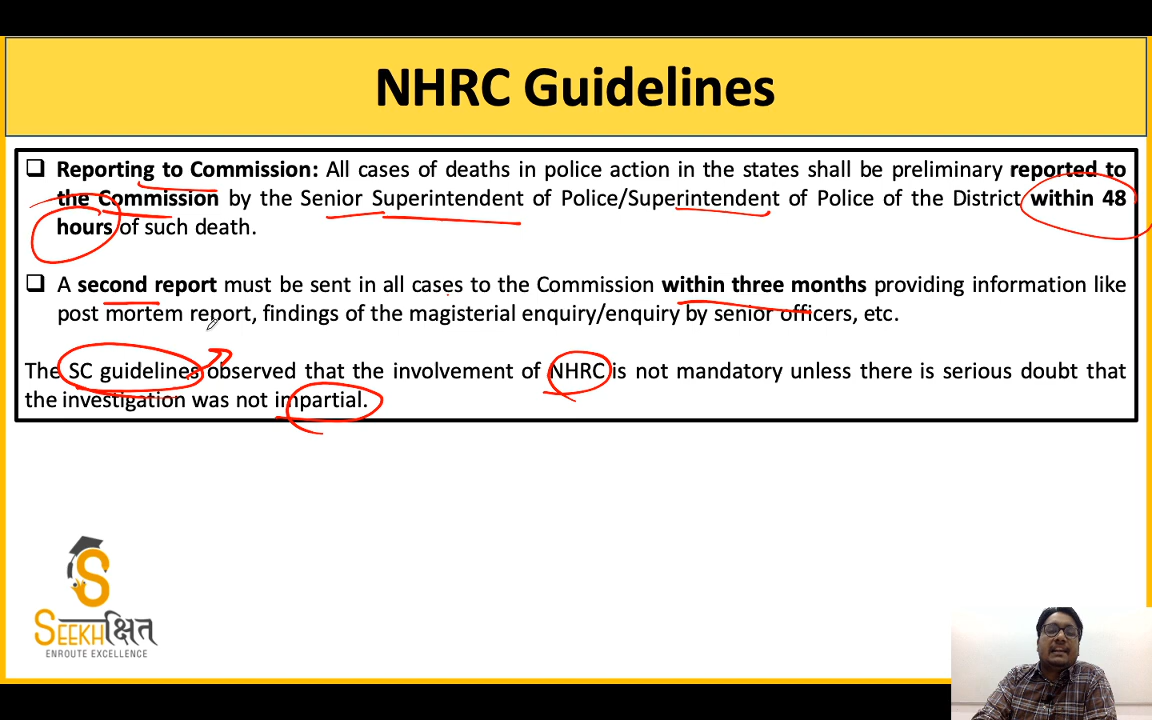 NHRC Guidelines
❑ Reporting to Commission: All cases of deaths in police action in the states shall be preliminary reported to
the Commission by the Senior Superintendent of Police/Superintendent of Police of the District within 48
hours of such death.
❑ A second report must be sent in all cases to the Commission within three months providing information like
post mortem report, findings of the magisterial enquiry/enquiry by senior officers, etc.
The SC guidelines observed that the involvement of NHRC is not mandatory unless there is serious doubt that
the investigation was not impartial.
S
SEEKHक्षित
ENROUTE EXCELLENCE